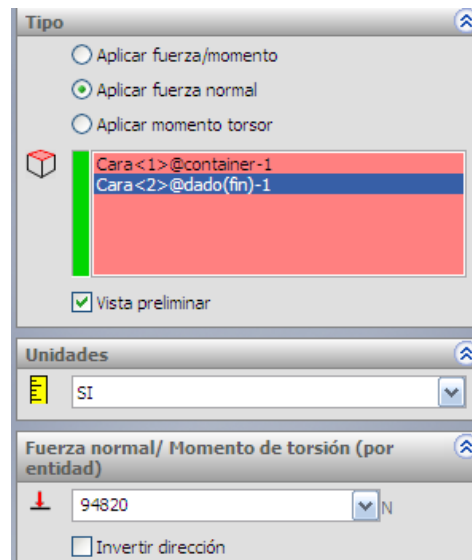 Tipo
Aplicar fuerza/momento
Aplicar fuerza normal
Aplicar momento torsor
Cara<1>@container-1
Cara<2>@dado(fin)-1
Vista preliminar
Unidades
SI
Fuerza normal/ Momento de torsión (por
entidad)
94820 N
Invertir dirección